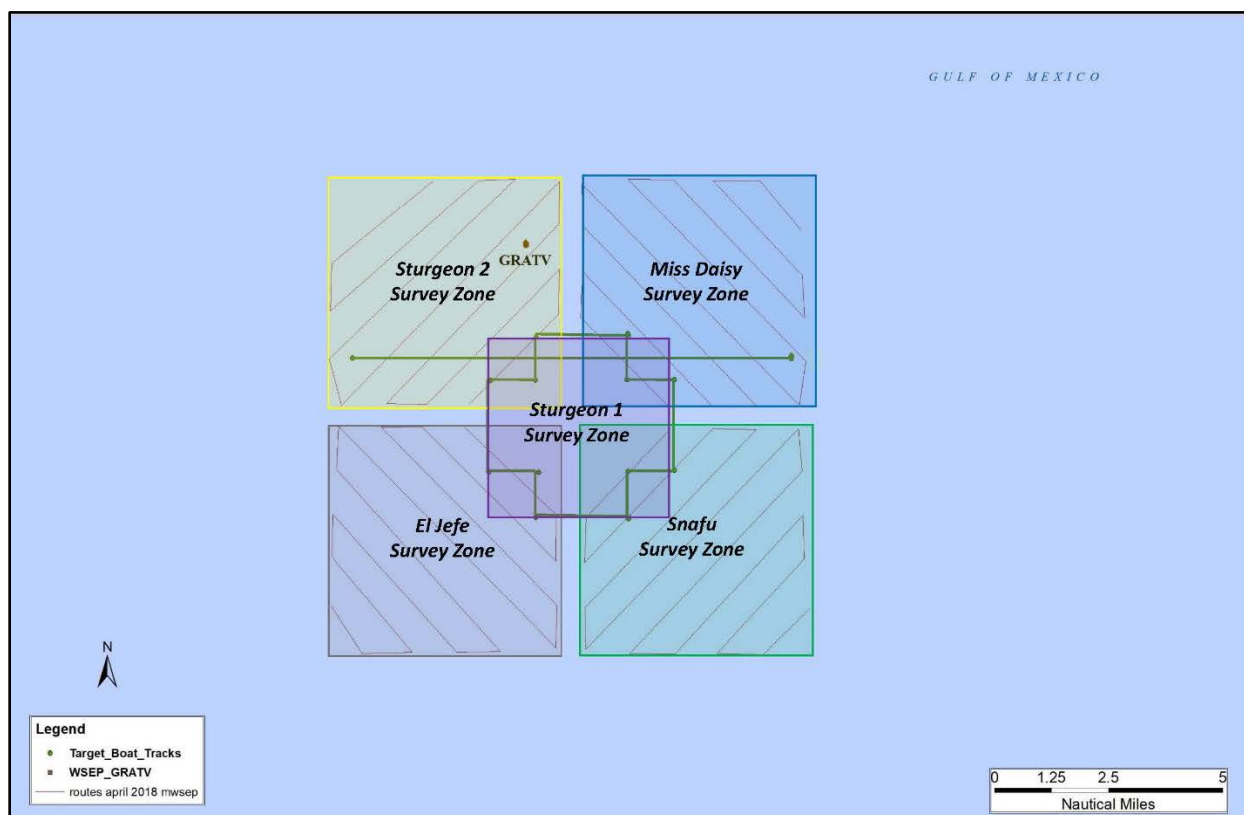 GULF OF MEXICO
GRATV
Sturgeon 2
Survey Zone
Miss Daisy
Survey Zone
Sturgeon 1
Survey Zone
El Jefe
Survey Zone
Snafu
Survey Zone
N
Legend
Target_Boat_Tracks
WSEP_GRATV
routes april 2018 mwsep
0 1.25 2.5 5
Nautical Miles